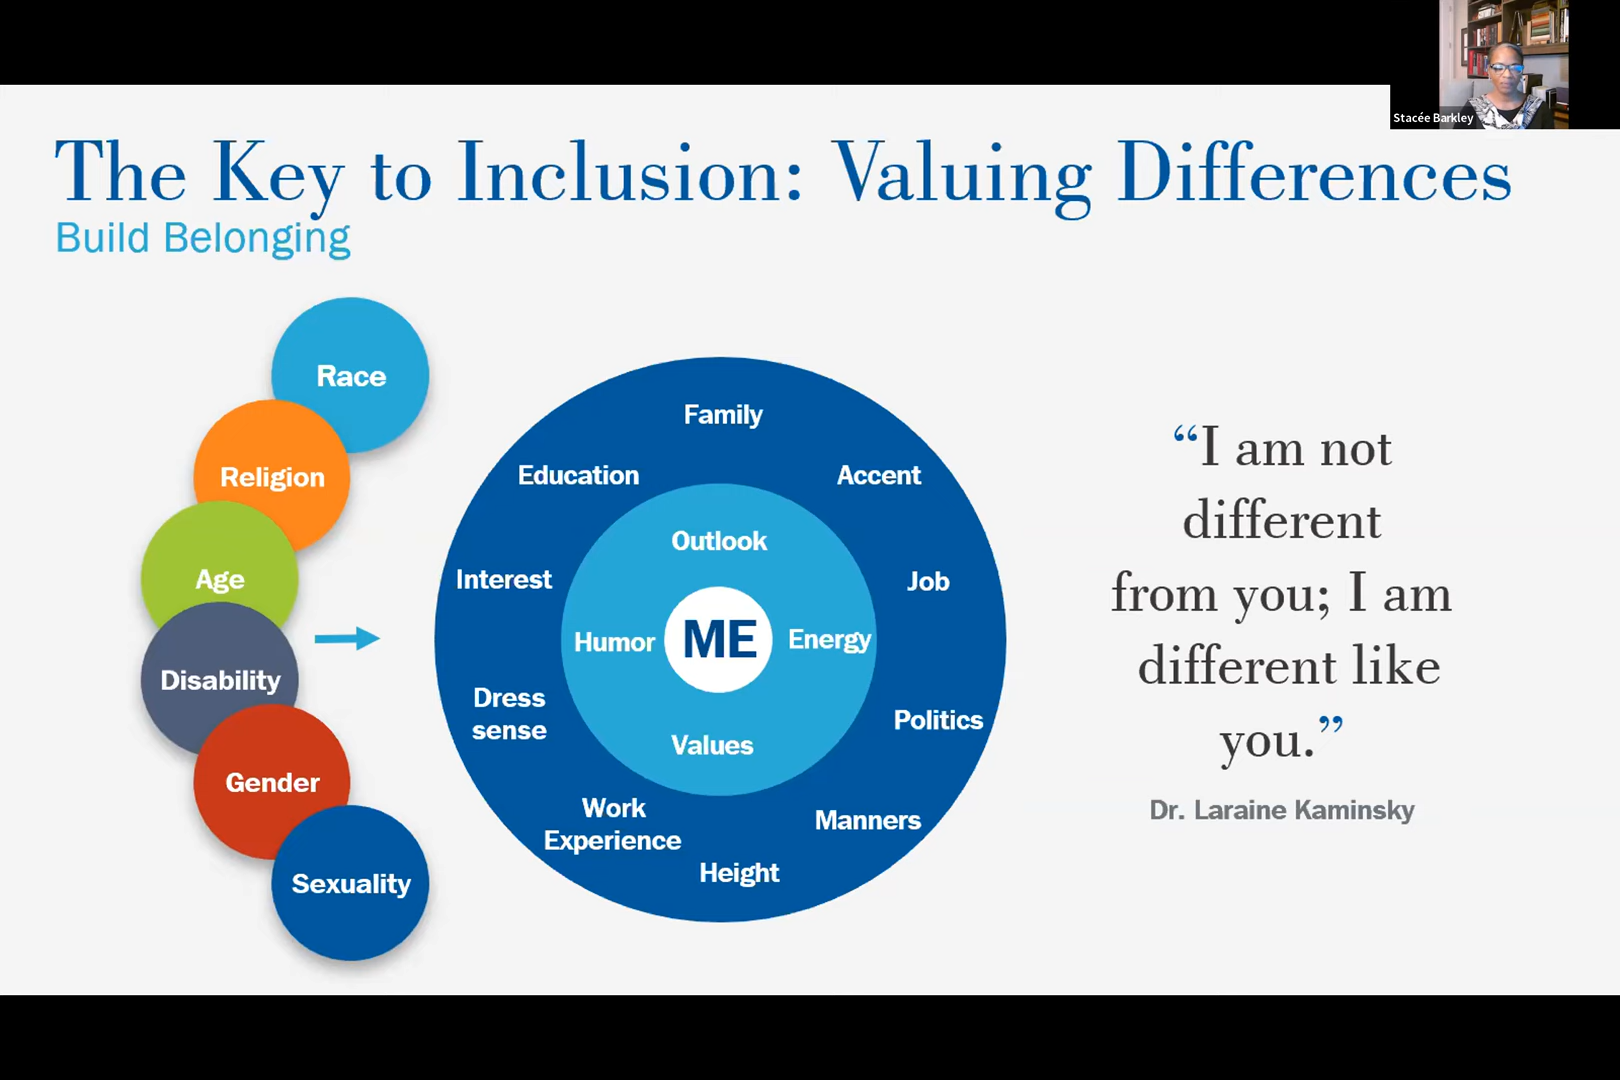 Stacée Barkley
The Key to Inclusion: Valuing Differences
Build Belonging
Race
Religion
Age
Disability
Gender
Sexuality
Family
Education
Accent
Outlook
Interest
Job
Humor
ME
Energy
Dress
sense
Politics
Values
Work
Experience
Manners
Height
“I am not
different
from you; I am
different like
you.”
Dr. Laraine Kaminsky